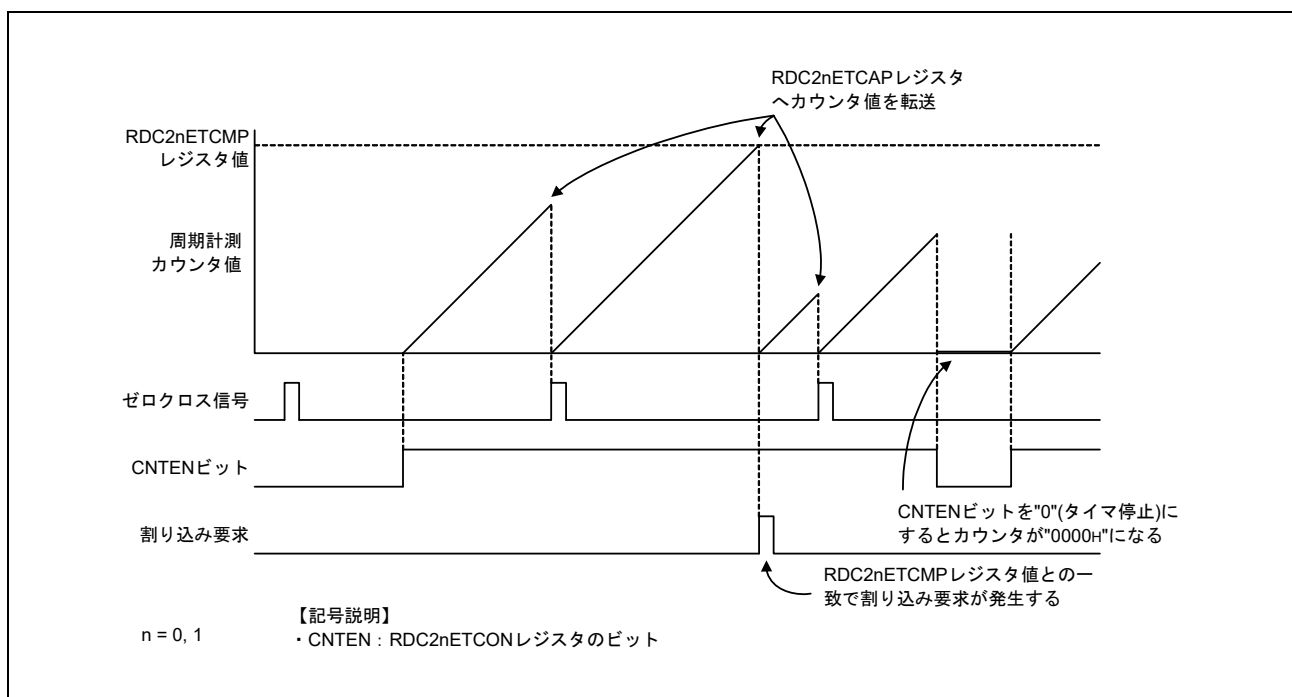 RDC2nETCAPレジスタ
へカウンタ値を転送
RDC2nETCMP
レジスタ値
周期計測
カウンタ値
ゼロクロス信号
CNTENビット
CNTENビットを"0"(タイマ停止)に
するとカウンタが"0000H"になる
割り込み要求
RDC2nETCMPレジスタ値との一
致で割り込み要求が発生する
【記号説明】
n = 0, 1
・CNTEN：RDC2nETCONレジスタのビット